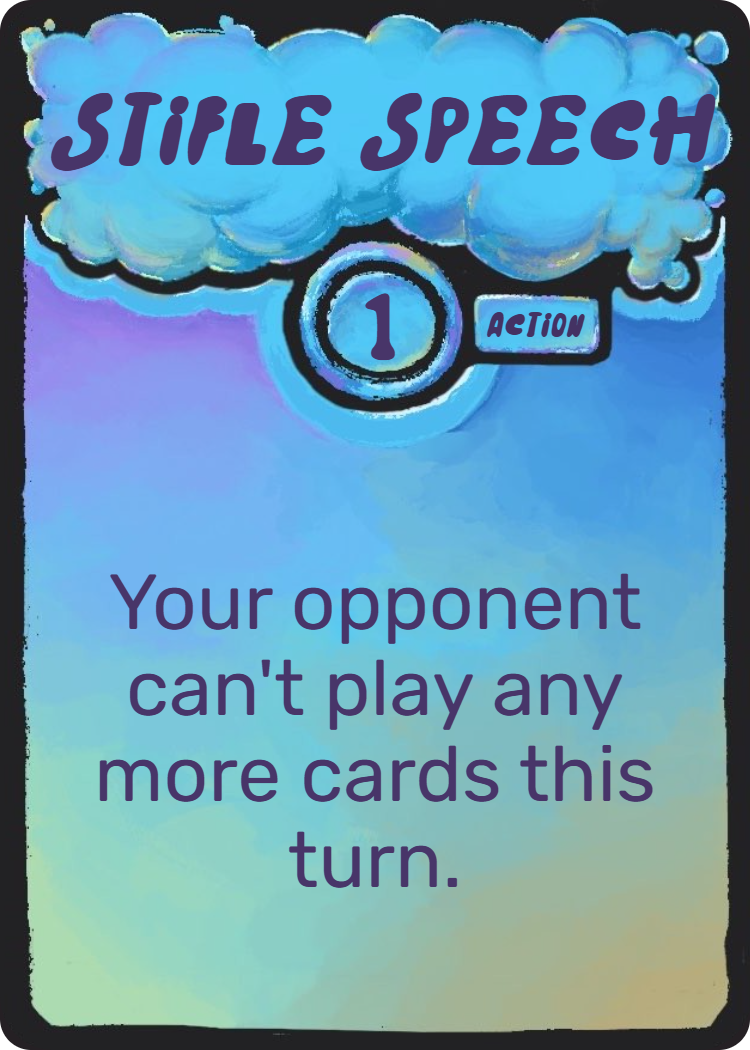 STIFLE SPEECH
1
ACTION
Your opponent
can't play any
more cards this
turn.